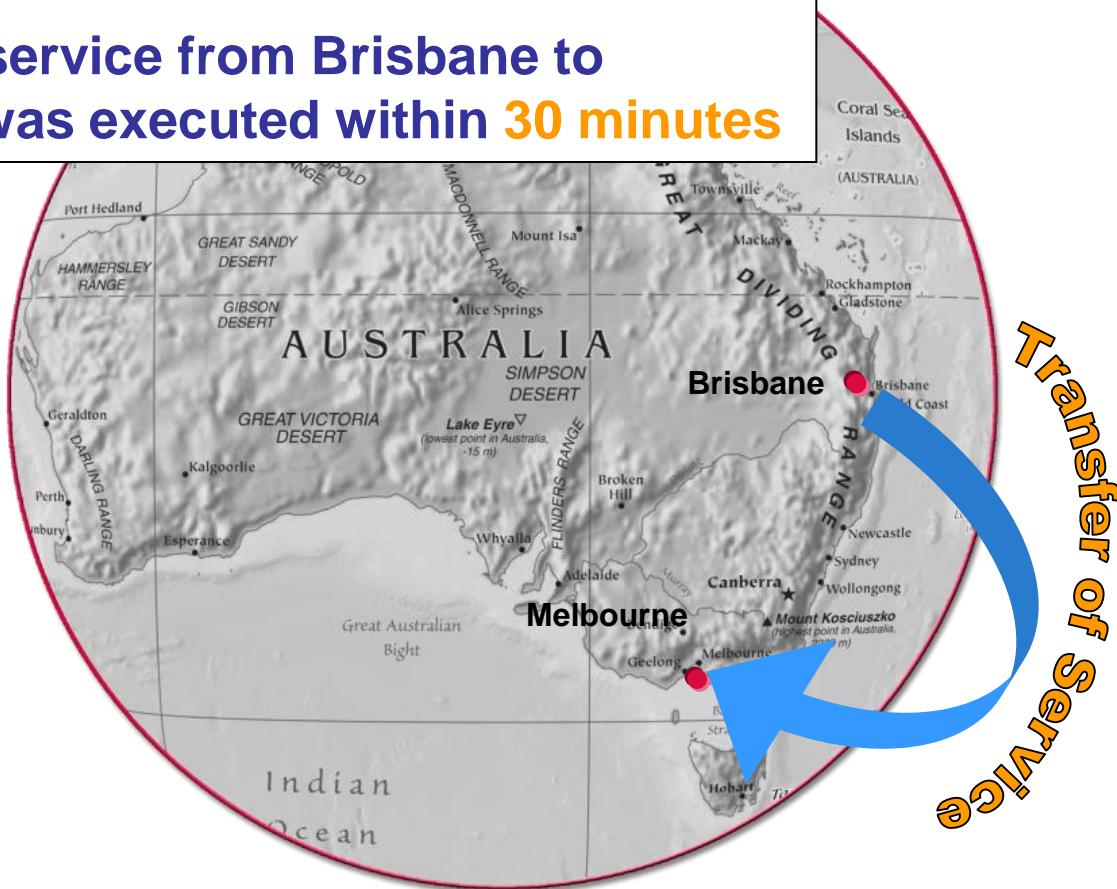 service from Brisbane to
was executed within 30 minutes
Coral Sea
Islands
(AUSTRALIA)
RANGE
MACDONNELL RANGE
GREAT
Townsville
Reef
Port Hedland
GREAT SANDY
DESERT
Mount Isa
Mackay
HAMMERSLEY
RANGE
DIVIDING
Rockhampton
Gladstone
GIBSON
DESERT
Alice Springs
AUSTRALIA
SIMPSON
DESERT
Brisbane
Brisbane
Coast
Geraldton
GREAT VICTORIA
DESERT
Lake Eyre
(lowest point in Australia,
-15 m)
RANGE
DARLING RANGE
Kalgoorlie
FLINDERS RANGE
Broken
Hill
Perth
Esperance
Whyalla
Newcastle
Sydney
Adelaide
Murray
Canberra
Wollongong
Melbourne
Mount Kosciuszko
(highest point in Australia,
m)
Great Australian
Bight
Geelong
Melbourne
Transfer of Service
Indian
Ocean
Hobart